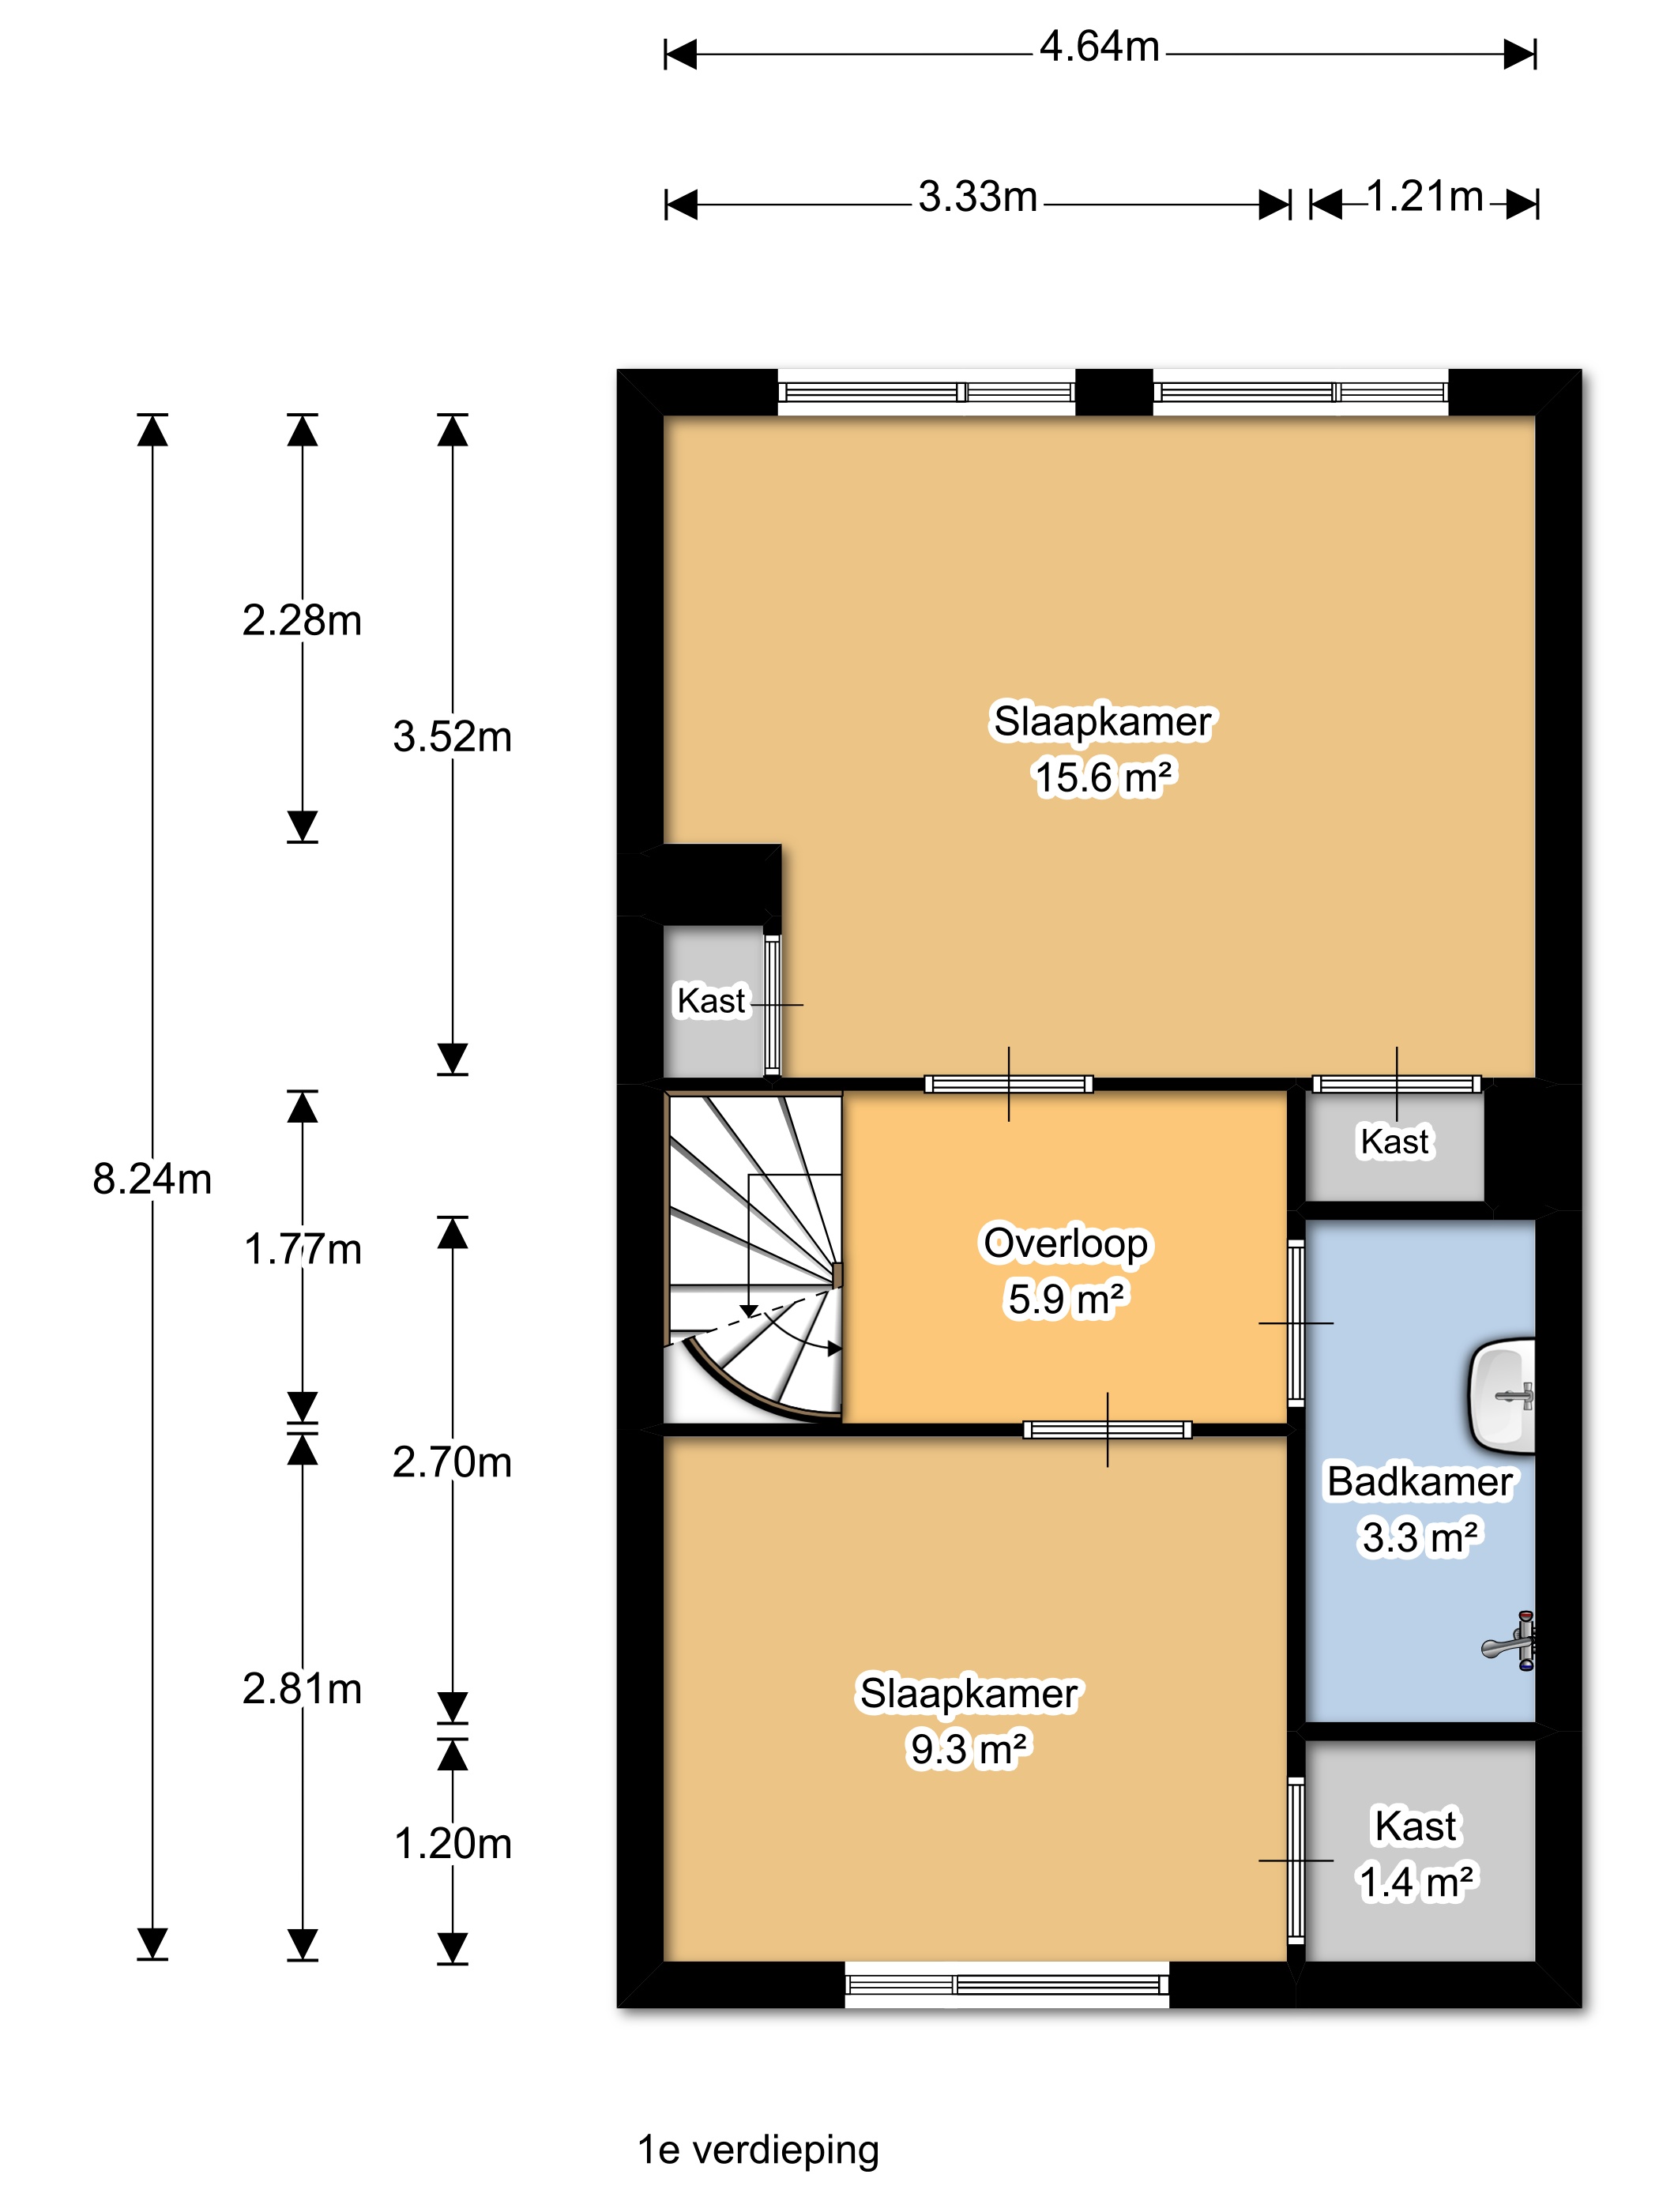 4.64m
3.33m
1.21m
2.28m
3.52m
Slaapkamer
15.6 m²
Kast
Kast
8.24m
1.77m
Overloop
5.9 m²
2.70m
Badkamer
3.3 m²
2.81m
Slaapkamer
9.3 m²
1.20m
Kast
1.4 m²
1e verdieping